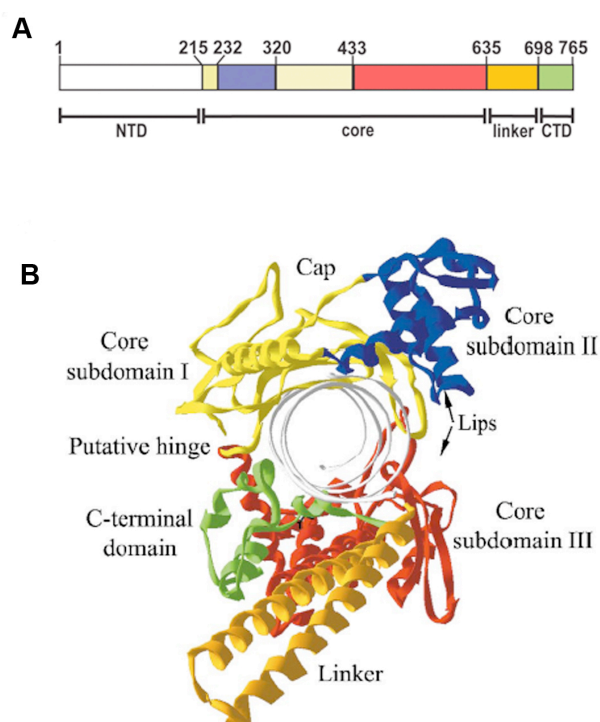 A
1 215 232 320 433 635 698 765
NTD core linker CTD
B
Cap
Core
subdomain II
Core
subdomain I
Lips
Putative hinge
C-terminal
domain
Core
subdomain III
Linker